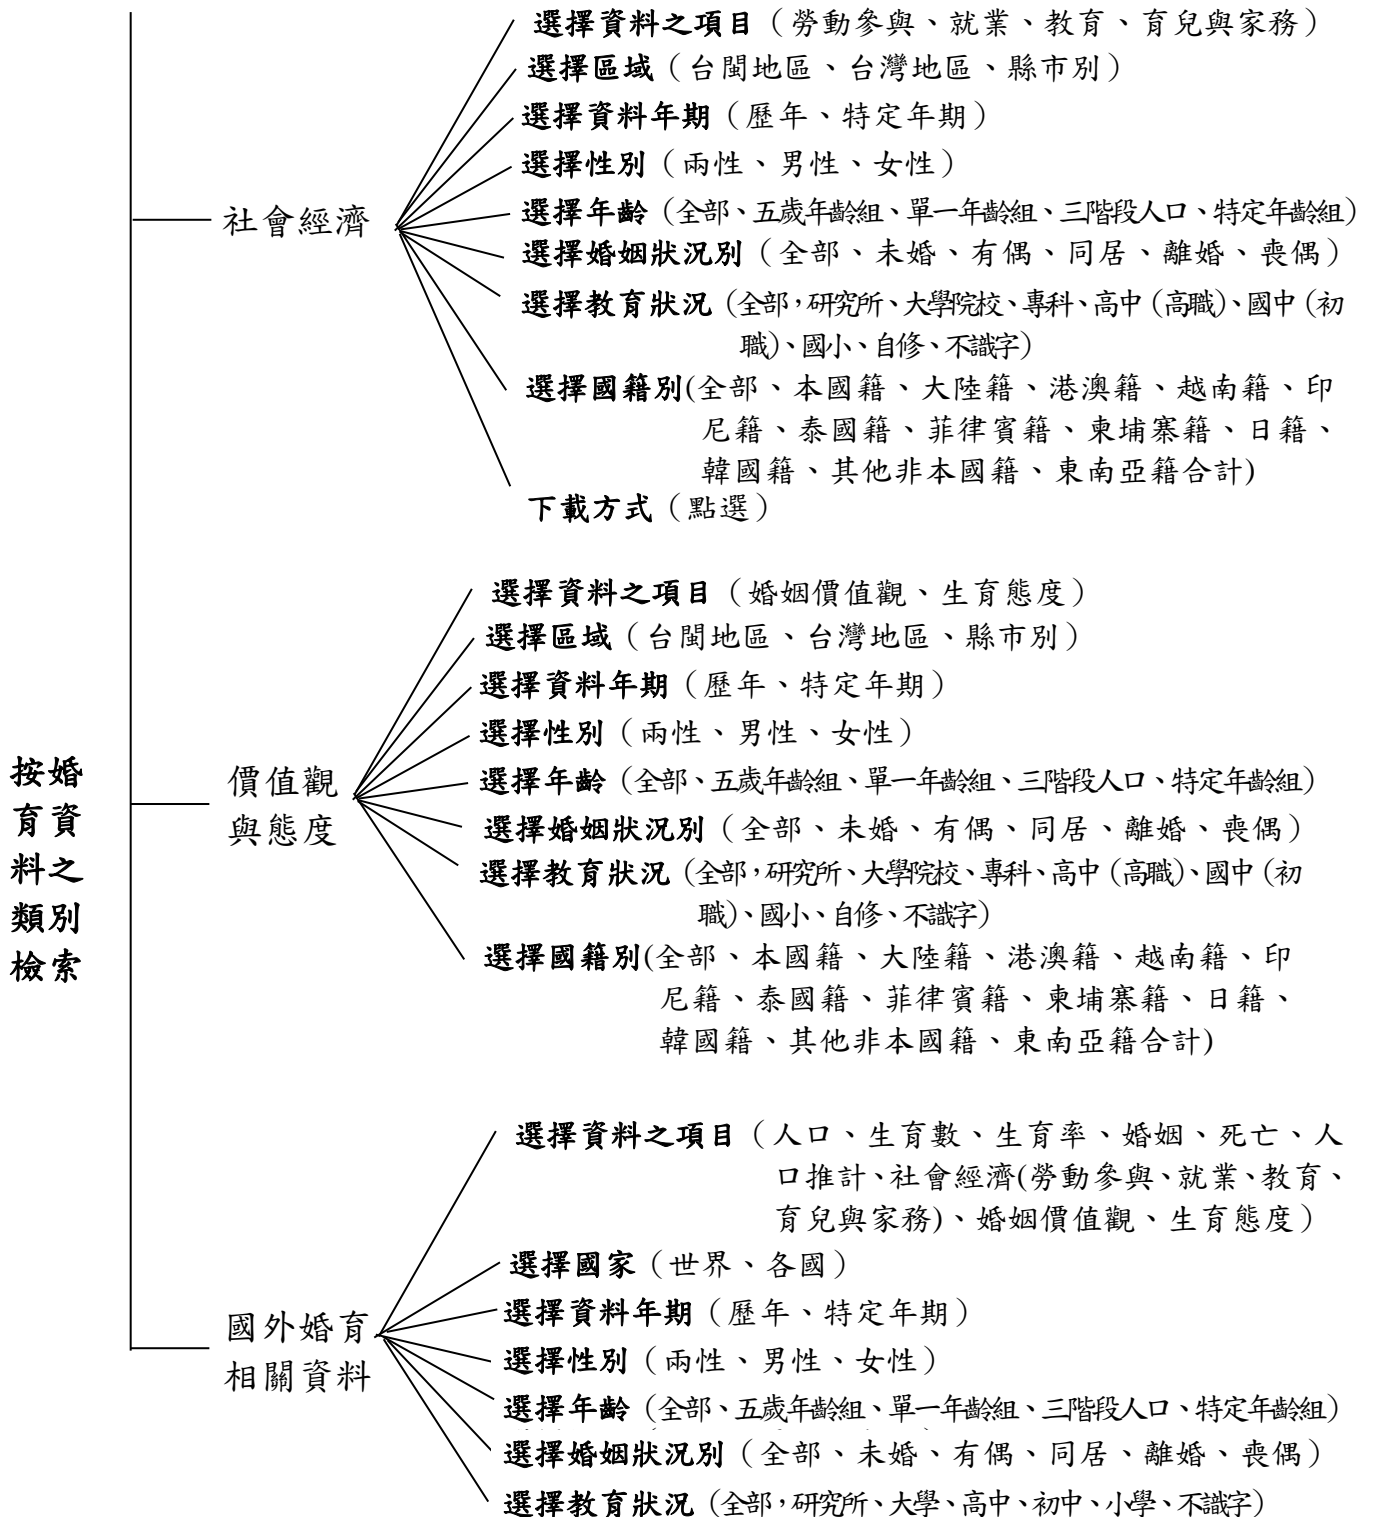 選擇資料之項目（勞動參與、就業、教育、育兒與家務）
選擇區域（台閩地區、台灣地區、縣市別）
選擇資料年期（歷年、特定年期）
選擇性別（兩性、男性、女性）
社會經濟
選擇年齡（全部、五歲年齡組、單一年齡組、三階段人口、特定年齡組）
選擇婚姻狀況別（全部、未婚、有偶、同居、離婚、喪偶）
選擇教育狀況（全部，研究所、大學院校、專科、高中（高職）、國中（初
職）、國小、自修、不識字）
選擇國籍別(全部、本國籍、大陸籍、港澳籍、越南籍、印
尼籍、泰國籍、菲律賓籍、柬埔寨籍、日籍、
韓國籍、其他非本國籍、東南亞籍合計)
下載方式（點選）
按婚
育資
料之
類別
檢索
選擇資料之項目（婚姻價值觀、生育態度）
選擇區域（台閩地區、台灣地區、縣市別）
選擇資料年期（歷年、特定年期）
選擇性別（兩性、男性、女性）
價值觀
與態度
選擇年齡（全部、五歲年齡組、單一年齡組、三階段人口、特定年齡組）
選擇婚姻狀況別（全部、未婚、有偶、同居、離婚、喪偶）
選擇教育狀況（全部，研究所、大學院校、專科、高中（高職）、國中（初
職）、國小、自修、不識字）
選擇國籍別(全部、本國籍、大陸籍、港澳籍、越南籍、印
尼籍、泰國籍、菲律賓籍、柬埔寨籍、日籍、
韓國籍、其他非本國籍、東南亞籍合計)
選擇資料之項目（人口、生育數、生育率、婚姻、死亡、人
口推計、社會經濟(勞動參與、就業、教育、
育兒與家務)、婚姻價值觀、生育態度）
選擇國家（世界、各國）
選擇資料年期（歷年、特定年期）
國外婚育
相關資料
選擇性別（兩性、男性、女性）
選擇年齡（全部、五歲年齡組、單一年齡組、三階段人口、特定年齡組）
選擇婚姻狀況別（全部、未婚、有偶、同居、離婚、喪偶）
選擇教育狀況（全部，研究所、大學、高中、初中、小學、不識字）